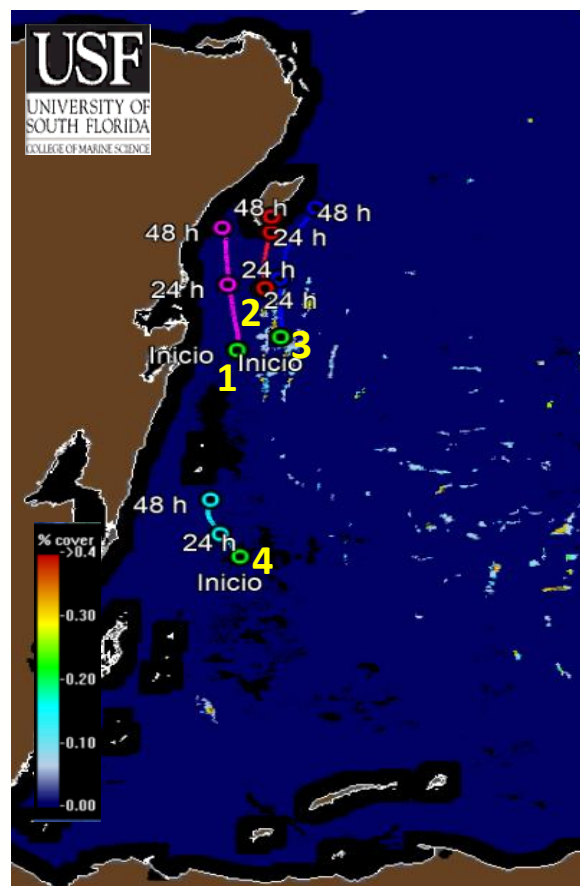 USF
UNIVERSITY OF
SOUTH FLORIDA
COLLEGE OF MARINE SCIENCE
48 h
48 h
48 h
24 h
24 h
24 h
24 h
2
3
Inicio
Inicio
1
48 h
24 h
4
Inicio
% cover
->0.4
-0.30
-0.20
-0.10
-0.00